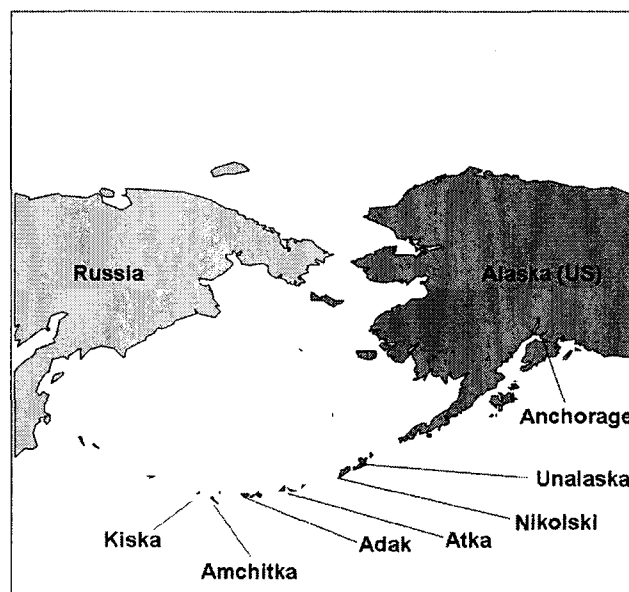 Russia
Alaska (US)
Anchorage
Unalaska
Nikolski
Kiska
Adak
Atka
Amchitka